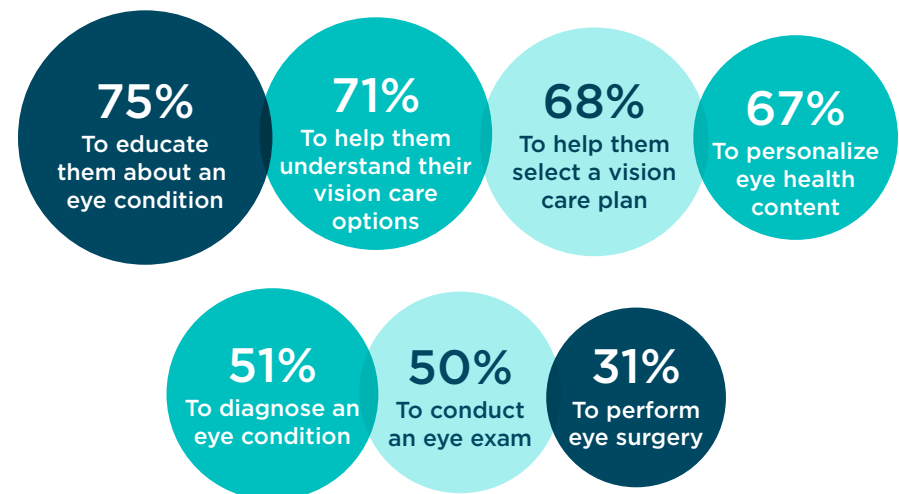 75%
To educate
them about an
eye condition
71%
To help them
understand their
vision care
options
68%
To help them
select a vision
care plan
67%
To personalize
eye health
content
51%
To diagnose an
eye condition
50%
To conduct
an eye exam
31%
To perform
eye surgery